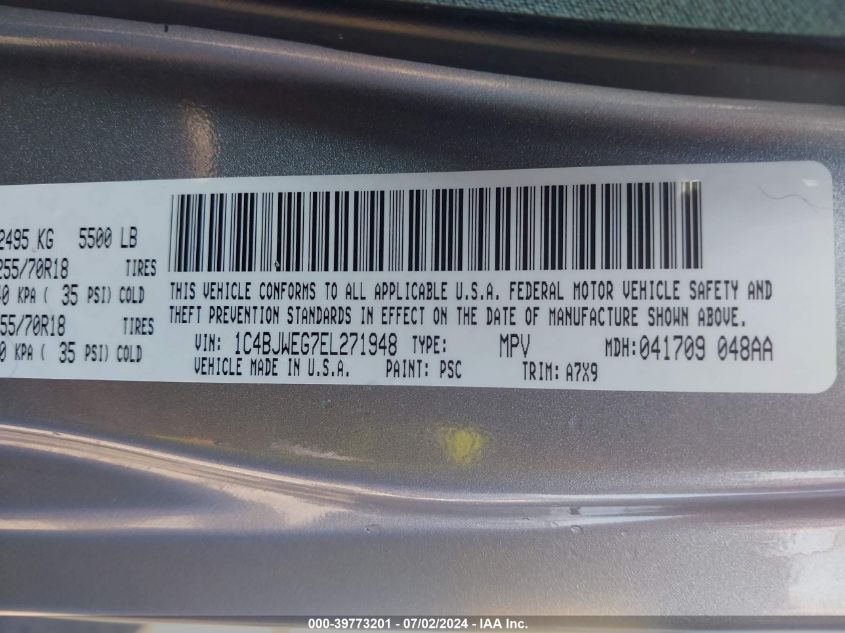 2495 KG 5500 LB
255/70R18 TIRES
40 KPA ( 35 PSI) COLD
55/70R18 TIRES
0 KPA ( 35 PSI) COLD
THIS VEHICLE CONFORMS TO ALL APPLICABLE U.S.A. FEDERAL MOTOR VEHICLE SAFETY AND
THEFT PREVENTION STANDARDS IN EFFECT ON THE DATE OF MANUFACTURE SHOWN ABOVE.
VIN: 1C4BJWEG7EL271948 TYPE: MPV MDH:041709 048AA
VEHICLE MADE IN U.S.A. PAINT: PSC TRIM: A7X9
000-39773201 - 07/02/2024 - IAA Inc.